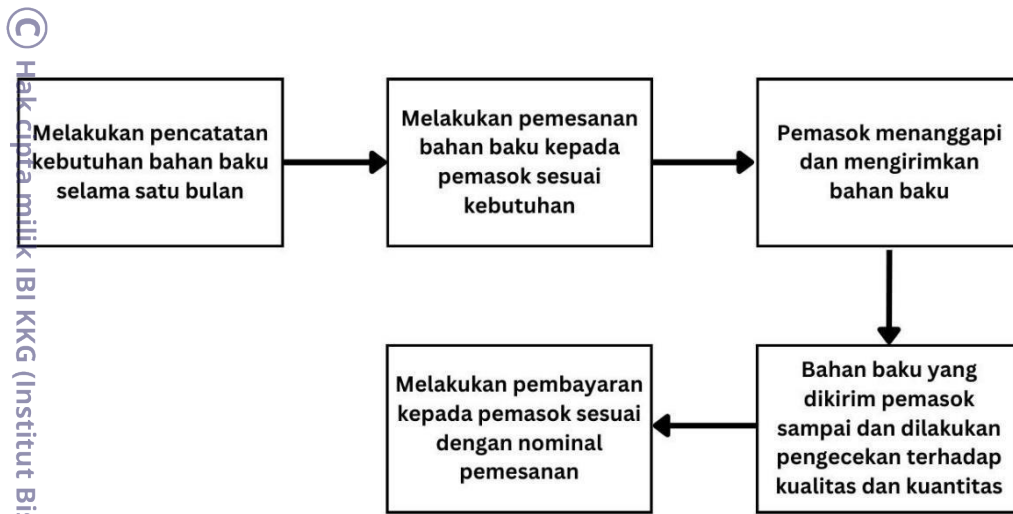 © Hak cipta milik IBI KKG (Institut Bis
Melakukan pencatatan
kebutuhan bahan baku
selama satu bulan
Melakukan pemesanan
bahan baku kepada
pemasok sesuai
kebutuhan
Pemasok menanggapi
dan mengirimkan
bahan baku
Bahan baku yang
dikirim pemasok
sampai dan dilakukan
pengecekan terhadap
kualitas dan kuantitas
Melakukan pembayaran
kepada pemasok sesuai
dengan nominal
pemesanan